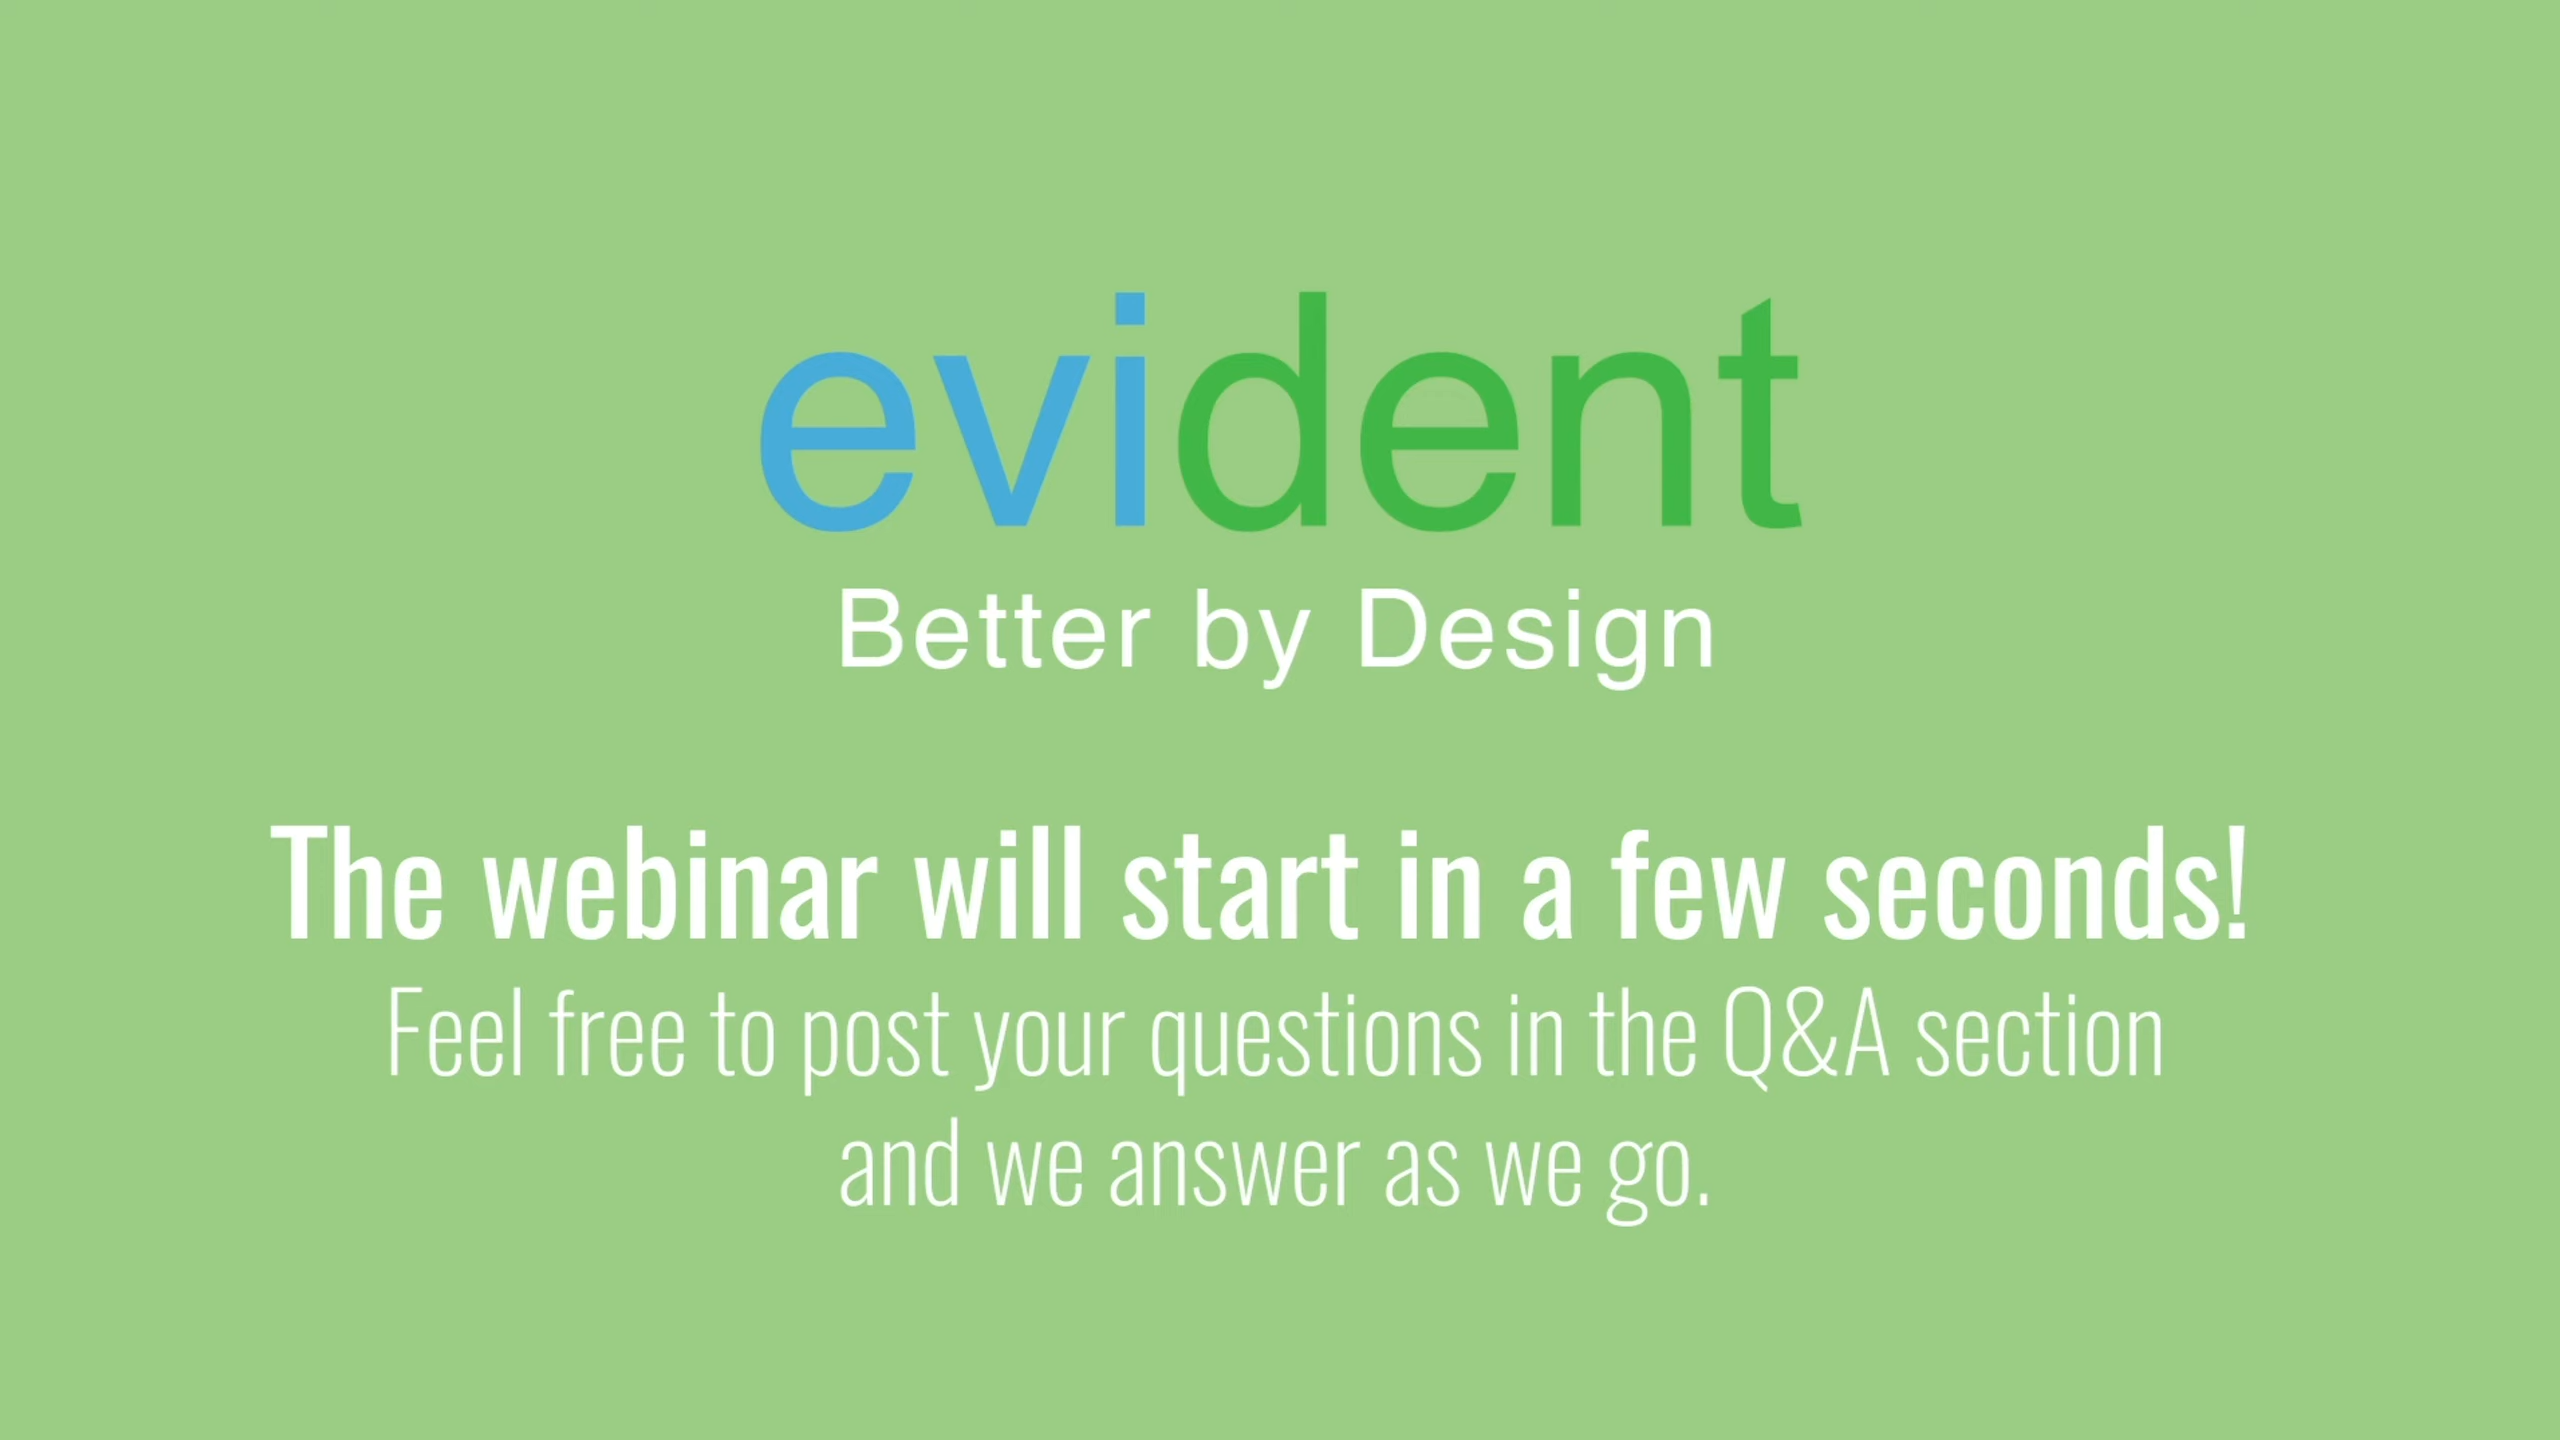 evident
Better by Design
The webinar will start in a few seconds!
Feel free to post your questions in the Q&A section
and we answer as we go.